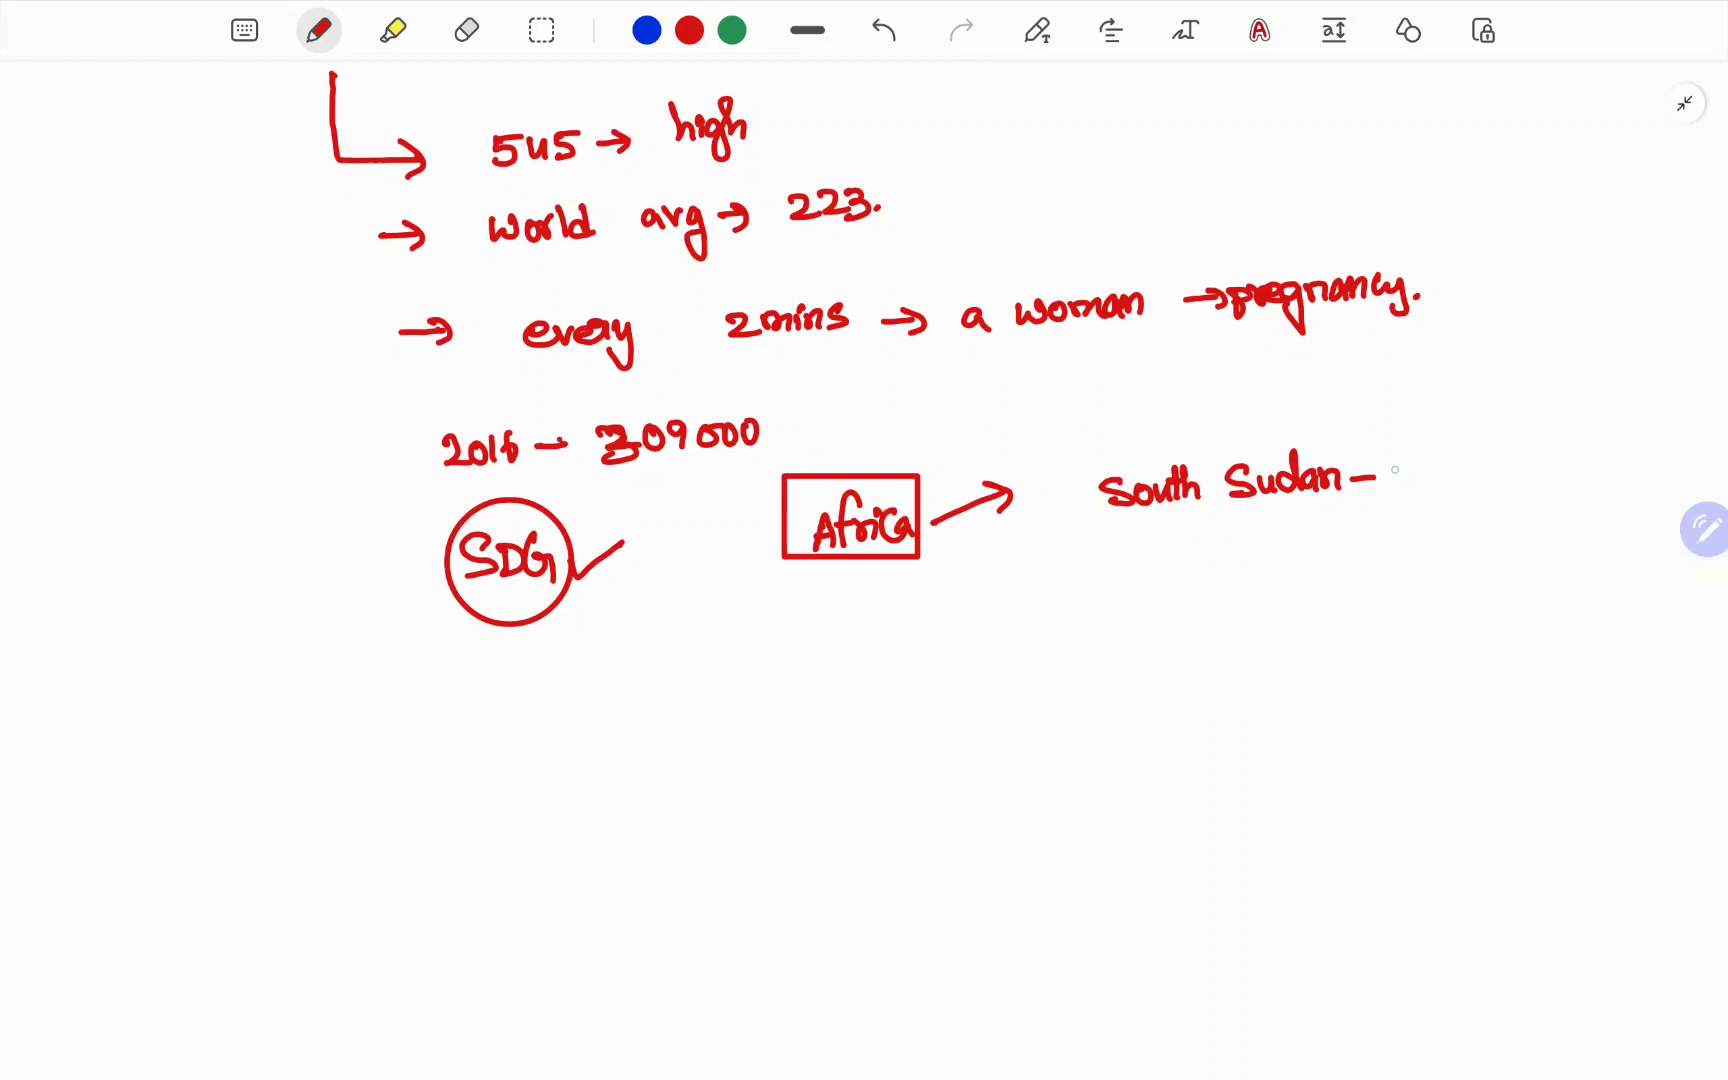 545 → high
→ world avg → 223.
→ every 2mins → a woman → pregnancy.
2016 - 309000
SDG ✓
Africa → South Sudan -